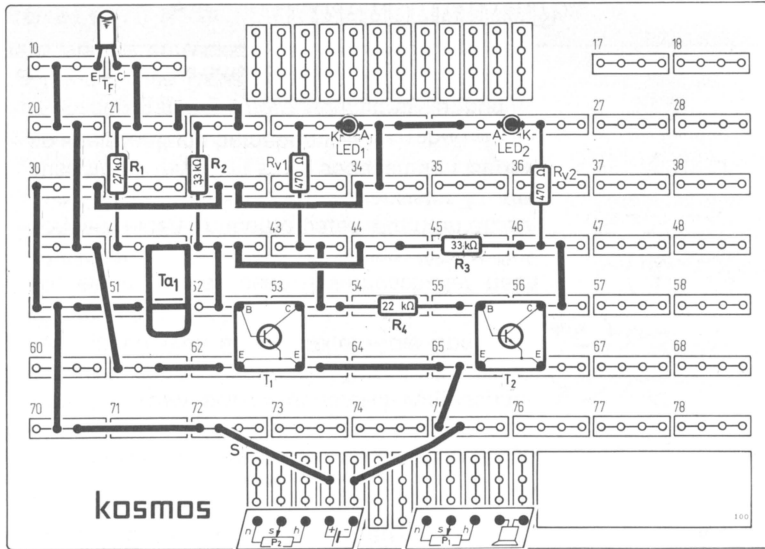 10 17 18
E C
T_F
20 21 27 28
K A A K
LED₁ LED₂
27 kΩ R₁ 33 kΩ R₂ R_v1 470 Ω 470 Ω R_v2
30 34 35 36 37 38
43 44 45 46 47 48
33 kΩ
R₃
51 Ta₁ 52 53 54 55 56 57 58
22 kΩ
R₄
B C B C
60 62 64 65 67 68
E E E E
T₁ T₂
70 71 72 73 74 75 76 77 78
S
kosmos
n s h + - n s h
P₂ P₁
100